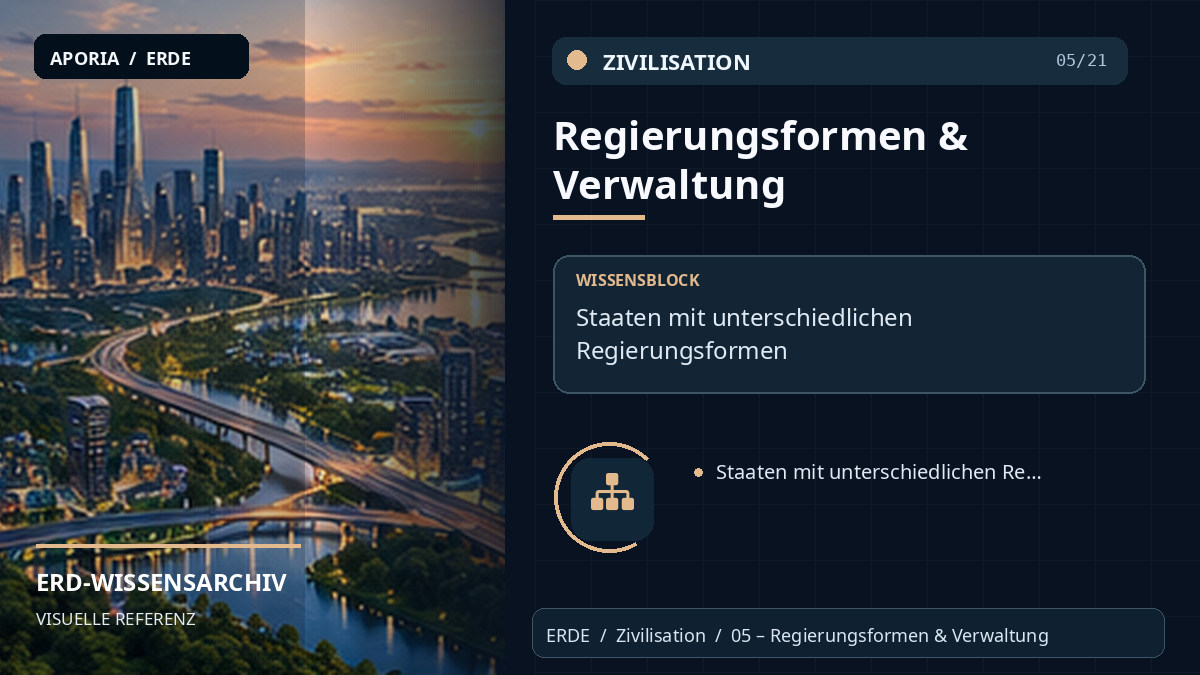 APORIA / ERDE
ERD-WISSENSARCHIV
VISUELLE REFERENZ
ZIVILISATION
05/21
Regierungsformen &
Verwaltung
WISSENSBLOCK
Staaten mit unterschiedlichen
Regierungsformen
Staaten mit unterschiedlichen Re…
ERDE / Zivilisation / 05 – Regierungsformen & Verwaltung